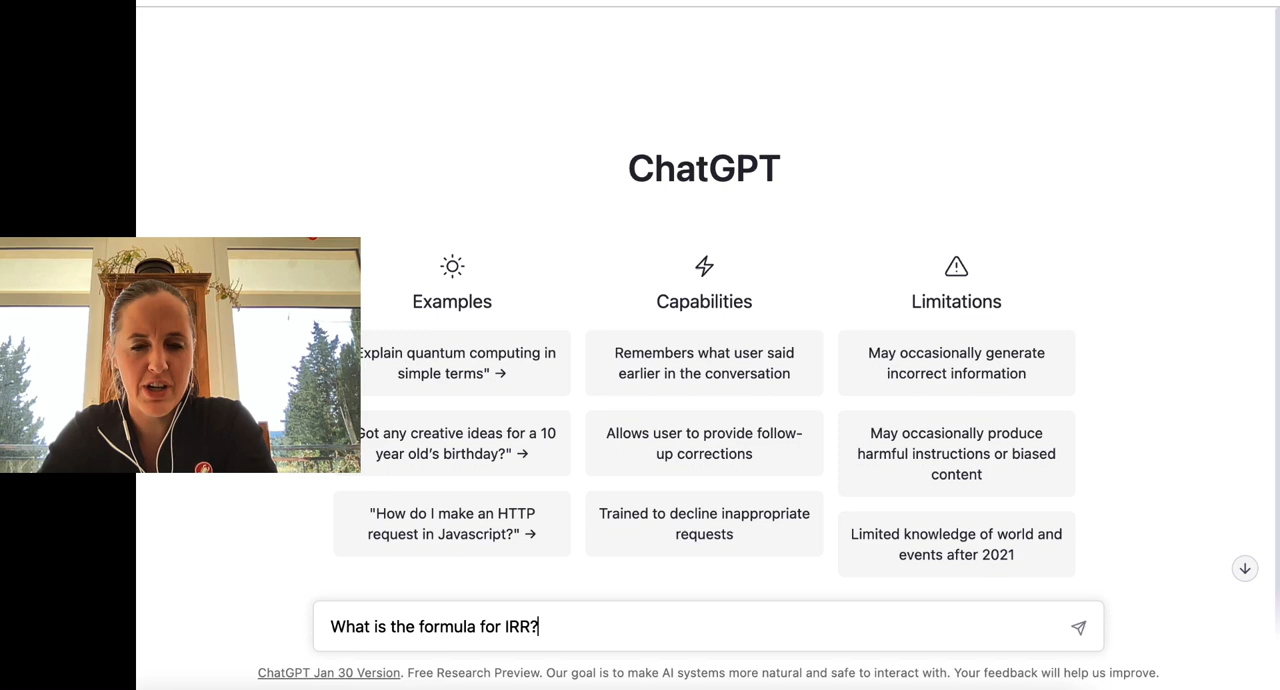 ChatGPT
Examples
xplain quantum computing in
simple terms" →
Got any creative ideas for a 10
year old's birthday?" →
"How do I make an HTTP
request in Javascript?" →
Capabilities
Remembers what user said
earlier in the conversation
Allows user to provide follow-
up corrections
Trained to decline inappropriate
requests
Limitations
May occasionally generate
incorrect information
May occasionally produce
harmful instructions or biased
content
Limited knowledge of world and
events after 2021
What is the formula for IRR?
ChatGPT Jan 30 Version. Free Research Preview. Our goal is to make AI systems more natural and safe to interact with. Your feedback will help us improve.